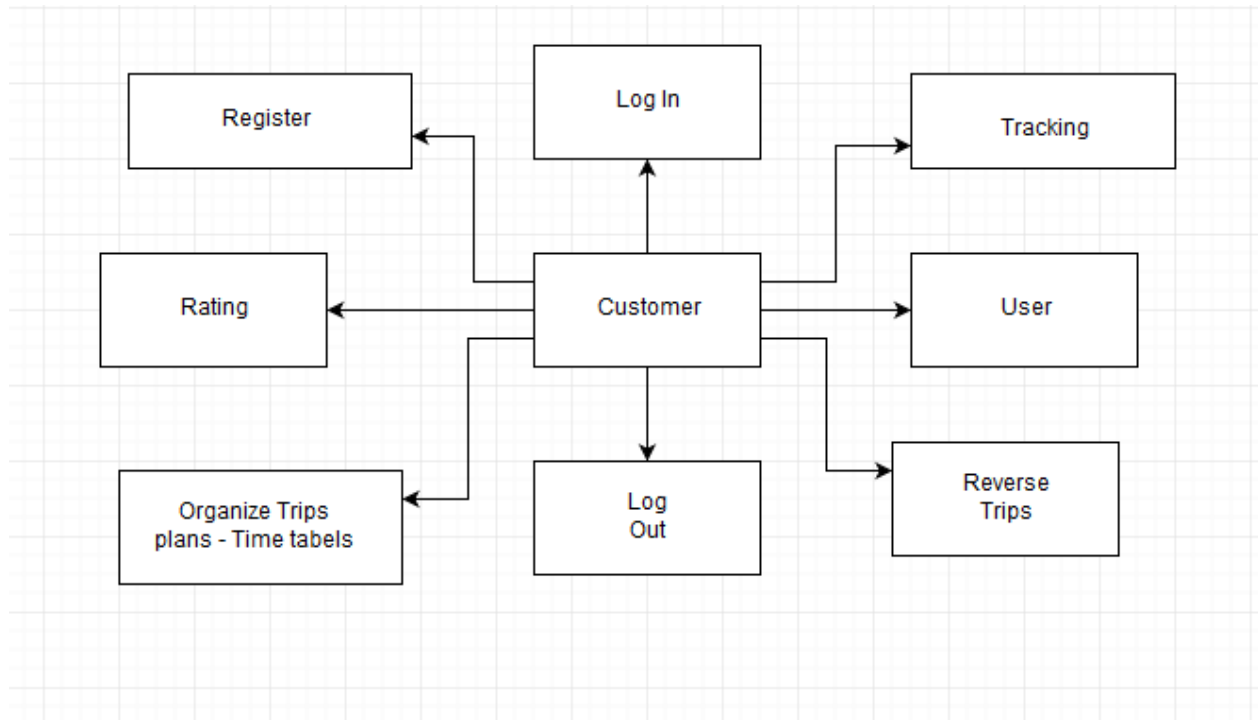 Register
Log In
Tracking
Rating
Customer
User
Organize Trips
plans - Time tabels
Log
Out
Reverse
Trips